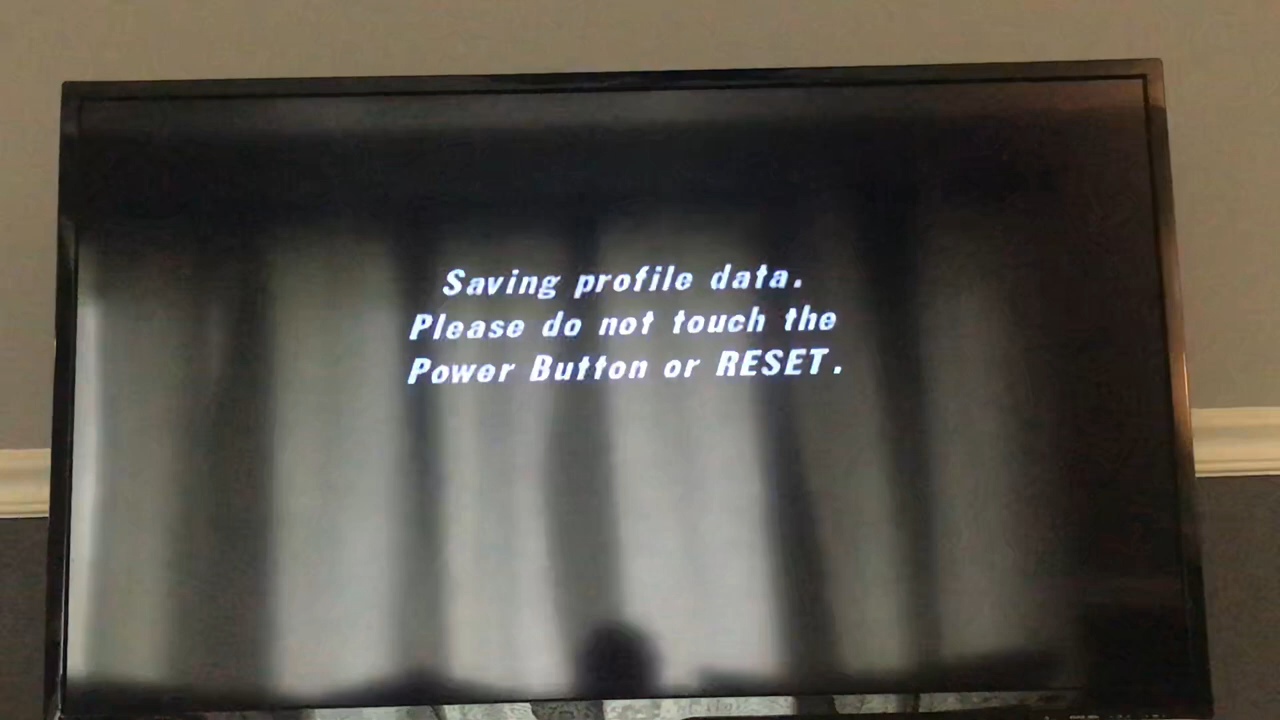 Saving profile data.
Please do not touch the
Power Button or RESET.